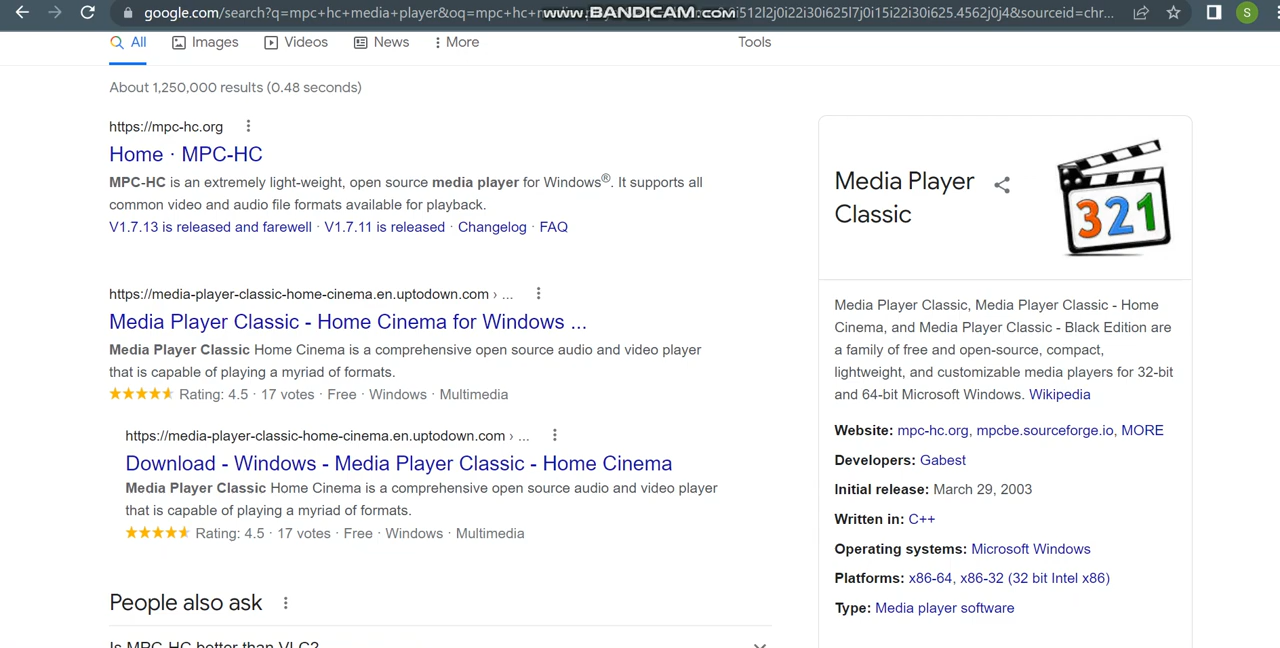 google.com/search?q=mpc+hc+media+player&oq=mpc+hc+
www.BANDICAM.com
i512l2j0i22i30i625l7j0i15i22i30i625.4562j0j4&sourceid=chr...
S
All
Images
Videos
News
More
Tools
About 1,250,000 results (0.48 seconds)
https://mpc-hc.org
Home · MPC-HC
MPC-HC is an extremely light-weight, open source media player for Windows®. It supports all
common video and audio file formats available for playback.
V1.7.13 is released and farewell · V1.7.11 is released · Changelog · FAQ
https://media-player-classic-home-cinema.en.uptodown.com › ...
Media Player Classic - Home Cinema for Windows ...
Media Player Classic Home Cinema is a comprehensive open source audio and video player
that is capable of playing a myriad of formats.
Rating: 4.5 · 17 votes · Free · Windows · Multimedia
https://media-player-classic-home-cinema.en.uptodown.com › ...
Download - Windows - Media Player Classic - Home Cinema
Media Player Classic Home Cinema is a comprehensive open source audio and video player
that is capable of playing a myriad of formats.
Rating: 4.5 · 17 votes · Free · Windows · Multimedia
People also ask
Is MPC-HC better than VLC?
Media Player
Classic
321
Media Player Classic, Media Player Classic - Home
Cinema, and Media Player Classic - Black Edition are
a family of free and open-source, compact,
lightweight, and customizable media players for 32-bit
and 64-bit Microsoft Windows. Wikipedia
Website: mpc-hc.org, mpcbe.sourceforge.io, MORE
Developers: Gabest
Initial release: March 29, 2003
Written in: C++
Operating systems: Microsoft Windows
Platforms: x86-64, x86-32 (32 bit Intel x86)
Type: Media player software